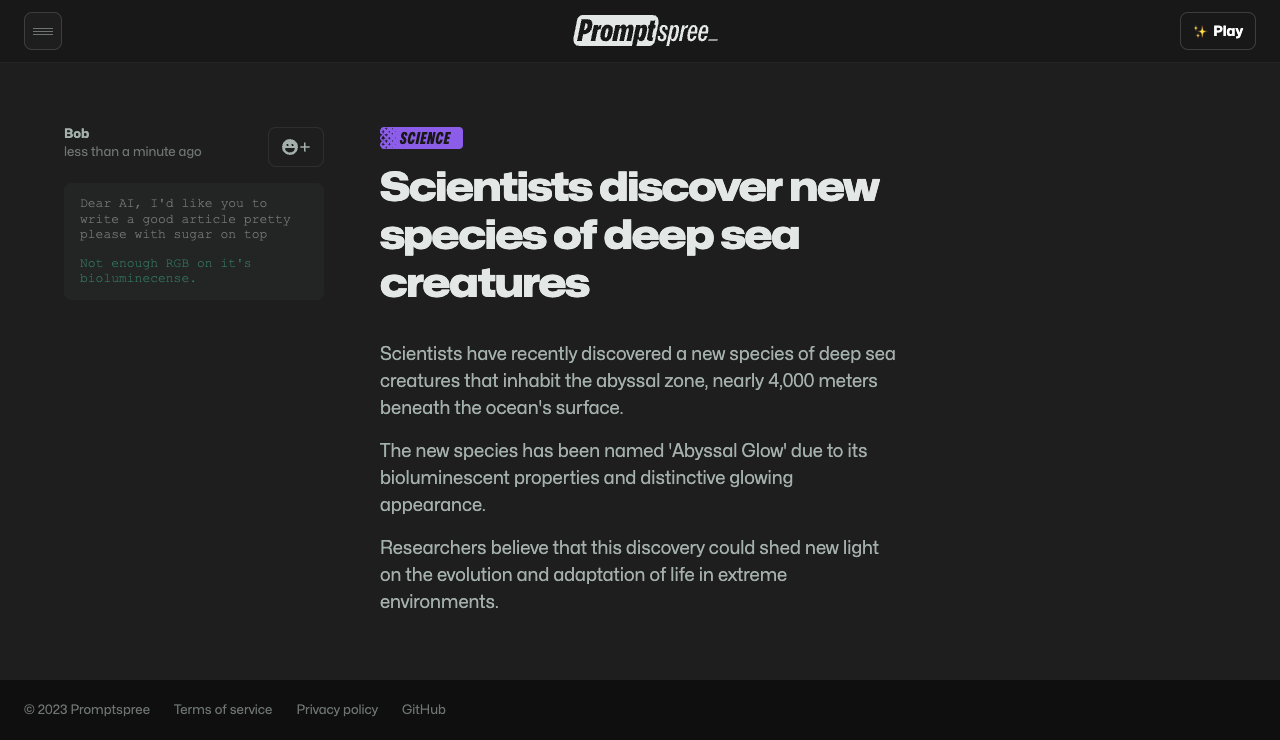 Promptspree_
✨ Play
Bob
less than a minute ago
+
Dear AI, I'd like you to
write a good article pretty
please with sugar on top
Not enough RGB on it's
bioluminecense.
SCIENCE
Scientists discover new
species of deep sea
creatures
Scientists have recently discovered a new species of deep sea
creatures that inhabit the abyssal zone, nearly 4,000 meters
beneath the ocean's surface.
The new species has been named 'Abyssal Glow' due to its
bioluminescent properties and distinctive glowing
appearance.
Researchers believe that this discovery could shed new light
on the evolution and adaptation of life in extreme
environments.
© 2023 Promptspree Terms of service Privacy policy GitHub